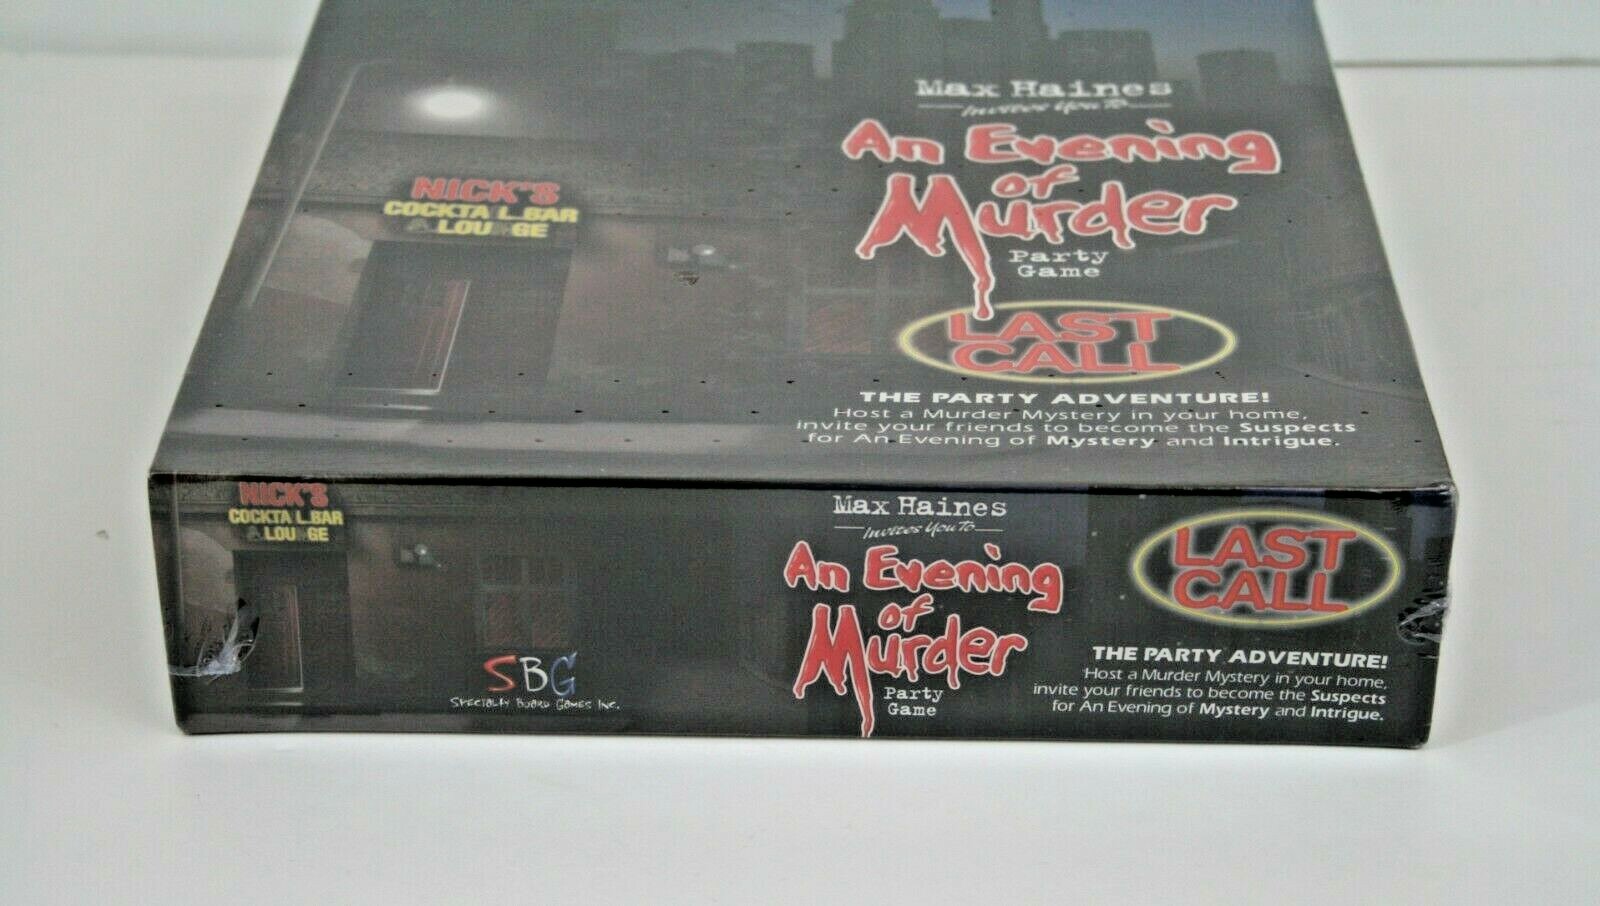 Max Haines
Invites You To
An Evening
of
Murder
Party
Game
LAST
CALL
THE PARTY ADVENTURE!
Host a Murder Mystery in your home,
invite your friends to become the Suspects
for An Evening of Mystery and Intrigue.
NICK'S
COCKTA L BAR
& LOU GE
NICK'S
COCKTA L BAR
& LOU GE
SBG
SPECIALTY BOARD GAMES INC.
Max Haines
Invites You To
An Evening
of
Murder
Party
Game
LAST
CALL
THE PARTY ADVENTURE!
Host a Murder Mystery in your home,
invite your friends to become the Suspects
for An Evening of Mystery and Intrigue.